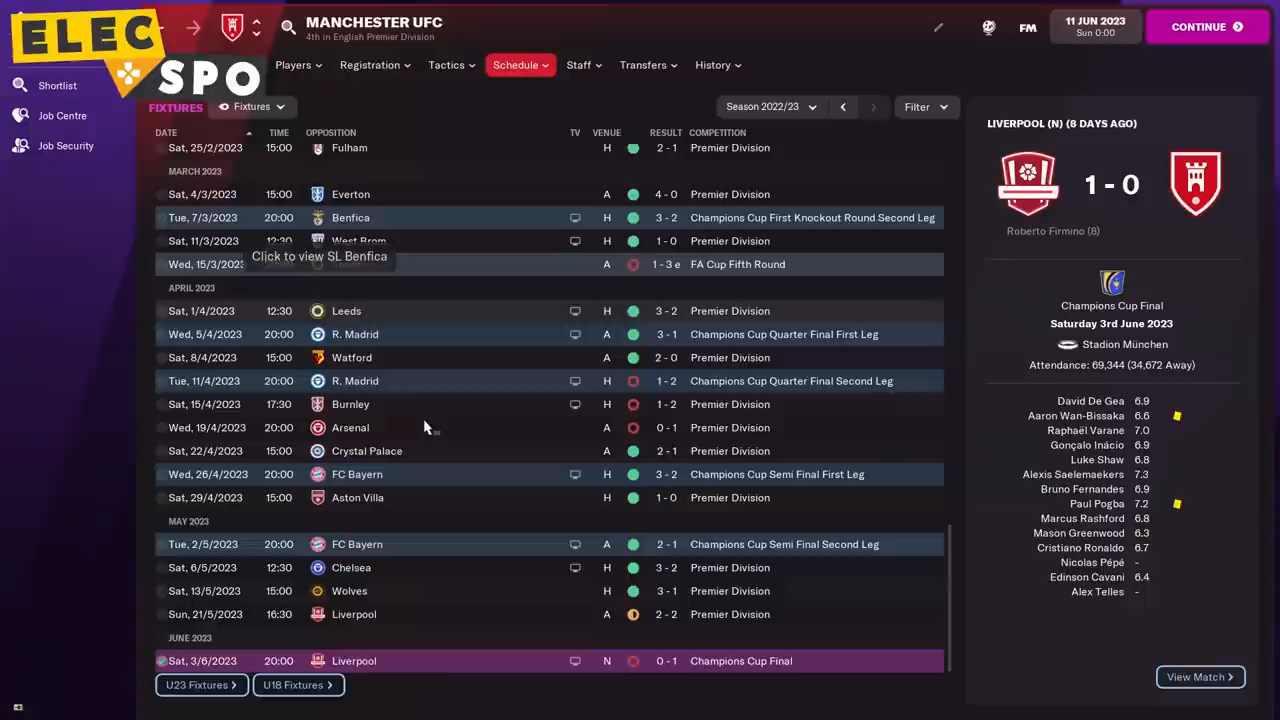 ELEC
SPO
MANCHESTER UFC
4th in English Premier Division
FM
11 JUN 2023
Sun 0:00
CONTINUE
Players
Registration
Tactics
Schedule
Staff
Transfers
History
Shortlist
Job Centre
Job Security
FIXTURES
Fixtures
Season 2022/23
Filter
DATE TIME OPPOSITION TV VENUE RESULT COMPETITION
Sat, 25/2/2023 15:00 Fulham H 2 - 1 Premier Division
MARCH 2023
Sat, 4/3/2023 15:00 Everton A 4 - 0 Premier Division
Tue, 7/3/2023 20:00 Benfica H 3 - 2 Champions Cup First Knockout Round Second Leg
Sat, 11/3/2023 12:30 West Brom H 1 - 0 Premier Division
Click to view SL Benfica
Wed, 15/3/2023 A 1 - 3 e FA Cup Fifth Round
APRIL 2023
Sat, 1/4/2023 12:30 Leeds H 3 - 2 Premier Division
Wed, 5/4/2023 20:00 R. Madrid A 3 - 1 Champions Cup Quarter Final First Leg
Sat, 8/4/2023 15:00 Watford A 2 - 0 Premier Division
Tue, 11/4/2023 20:00 R. Madrid H 1 - 2 Champions Cup Quarter Final Second Leg
Sat, 15/4/2023 17:30 Burnley H 1 - 2 Premier Division
Wed, 19/4/2023 20:00 Arsenal A 0 - 1 Premier Division
Sat, 22/4/2023 15:00 Crystal Palace A 2 - 1 Premier Division
Wed, 26/4/2023 20:00 FC Bayern H 3 - 2 Champions Cup Semi Final First Leg
Sat, 29/4/2023 15:00 Aston Villa H 1 - 0 Premier Division
MAY 2023
Tue, 2/5/2023 20:00 FC Bayern A 2 - 1 Champions Cup Semi Final Second Leg
Sat, 6/5/2023 12:30 Chelsea H 3 - 2 Premier Division
Sat, 13/5/2023 15:00 Wolves H 3 - 1 Premier Division
Sun, 21/5/2023 16:30 Liverpool A 2 - 2 Premier Division
JUNE 2023
Sat, 3/6/2023 20:00 Liverpool N 0 - 1 Champions Cup Final
U23 Fixtures >
U18 Fixtures >
LIVERPOOL (N) (8 DAYS AGO)
1 - 0
Roberto Firmino (8)
Champions Cup Final
Saturday 3rd June 2023
Stadion München
Attendance: 69,344 (34,672 Away)
David De Gea 6.9
Aaron Wan-Bissaka 6.6
Raphaël Varane 7.0
Gonçalo Inácio 6.9
Luke Shaw 6.8
Alexis Saelemaekers 7.3
Bruno Fernandes 6.9
Paul Pogba 7.2
Marcus Rashford 6.8
Mason Greenwood 6.3
Cristiano Ronaldo 6.7
Nicolas Pépé -
Edinson Cavani 6.4
Alex Telles -
View Match >